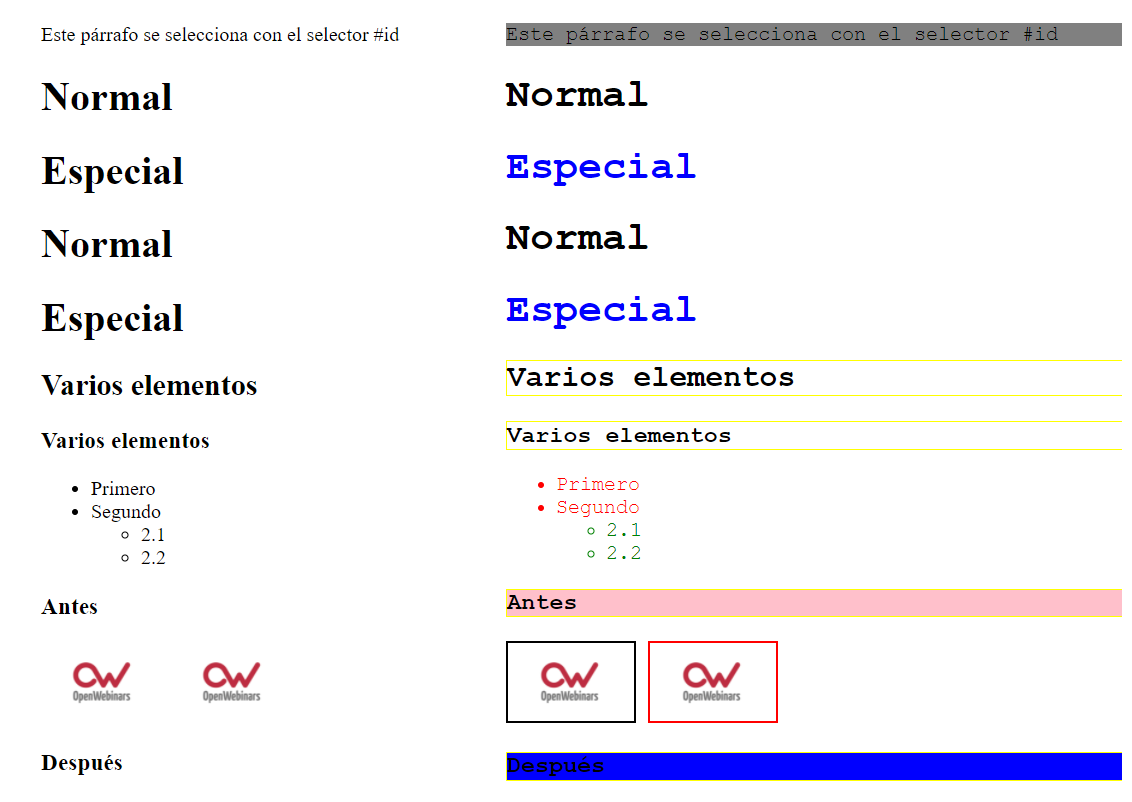 Este párrafo se selecciona con el selector #id
Normal
Especial
Normal
Especial
Varios elementos
Varios elementos
Primero
Segundo
2.1
2.2
Antes
OpenWebinars OpenWebinars
Después
Este párrafo se selecciona con el selector #id
Normal
Especial
Normal
Especial
Varios elementos
Varios elementos
Primero
Segundo
2.1
2.2
Antes
OpenWebinars OpenWebinars
Después